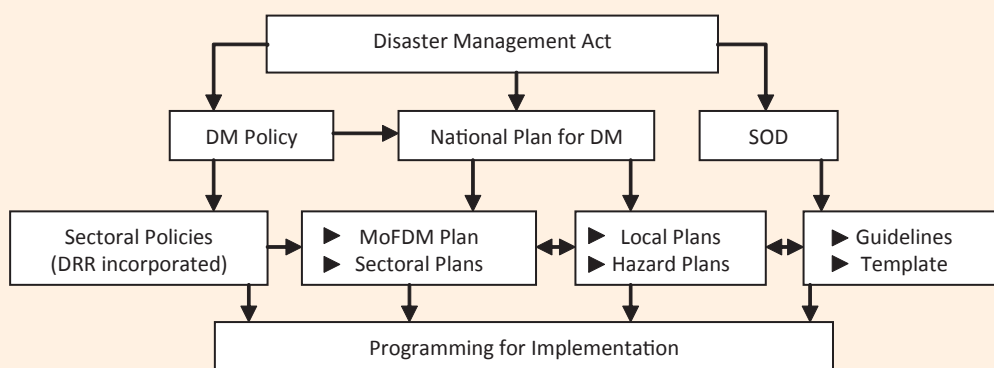 Disaster Management Act
DM Policy
National Plan for DM
SOD
Sectoral Policies
(DRR incorporated)
► MoFDM Plan
► Sectoral Plans
► Local Plans
► Hazard Plans
► Guidelines
► Template
Programming for Implementation